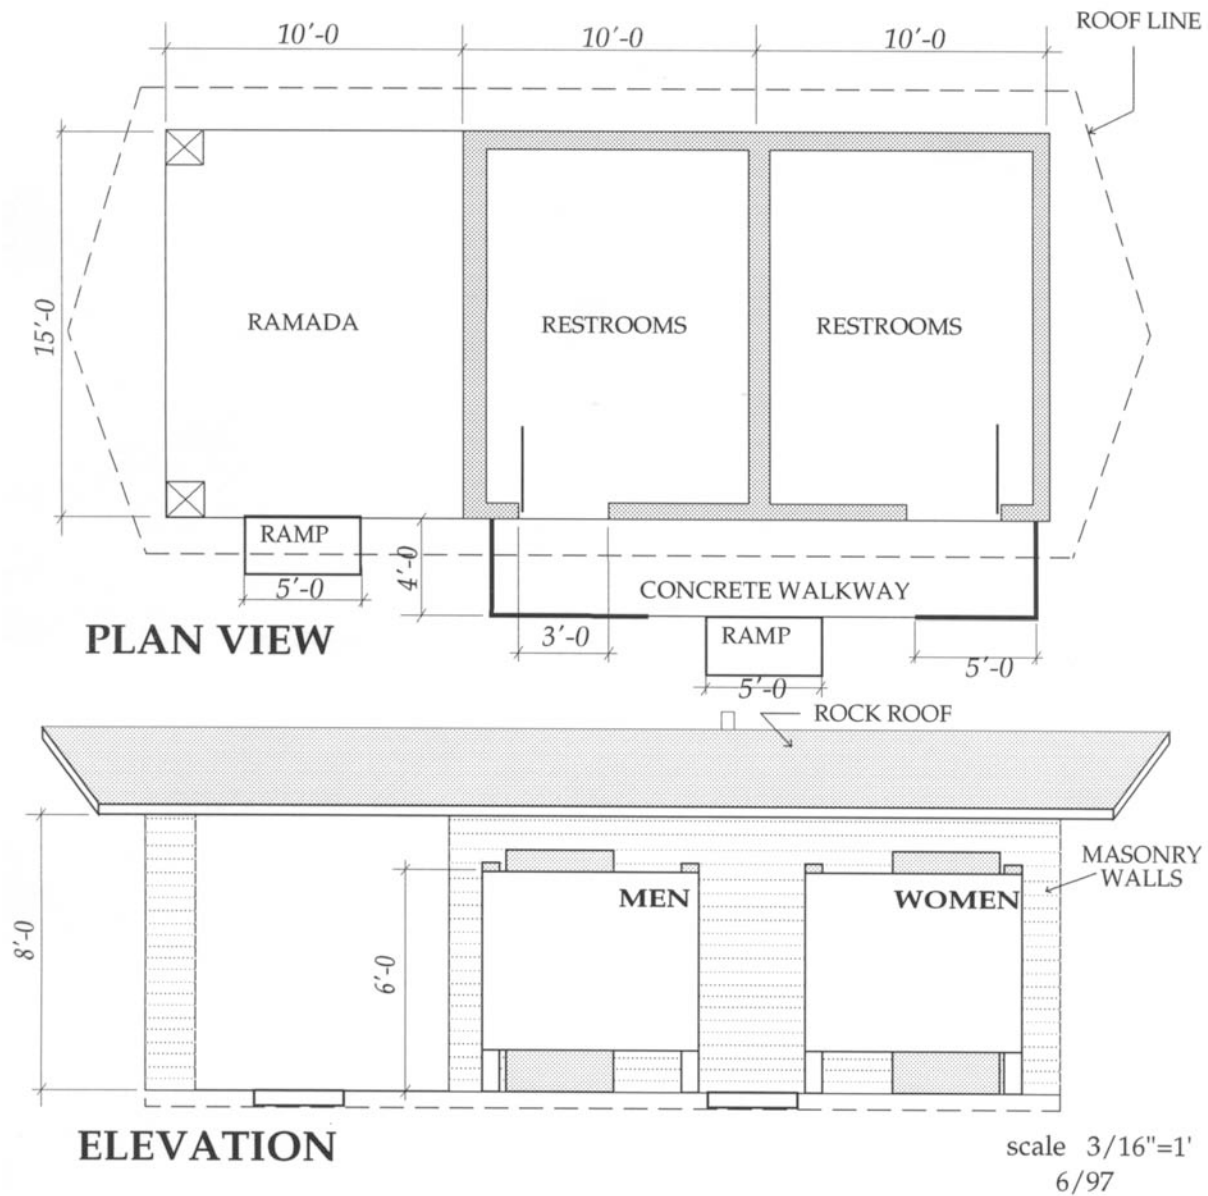 ROOF LINE
10'-0
10'-0
10'-0
15'-0
RAMADA
RESTROOMS
RESTROOMS
RAMP
4'-0
5'-0
CONCRETE WALKWAY
PLAN VIEW
3'-0
RAMP
5'-0
5'-0
ROCK ROOF
MASONRY
WALLS
MEN
WOMEN
8'-0
6'-0
ELEVATION
scale 3/16"=1'
6/97